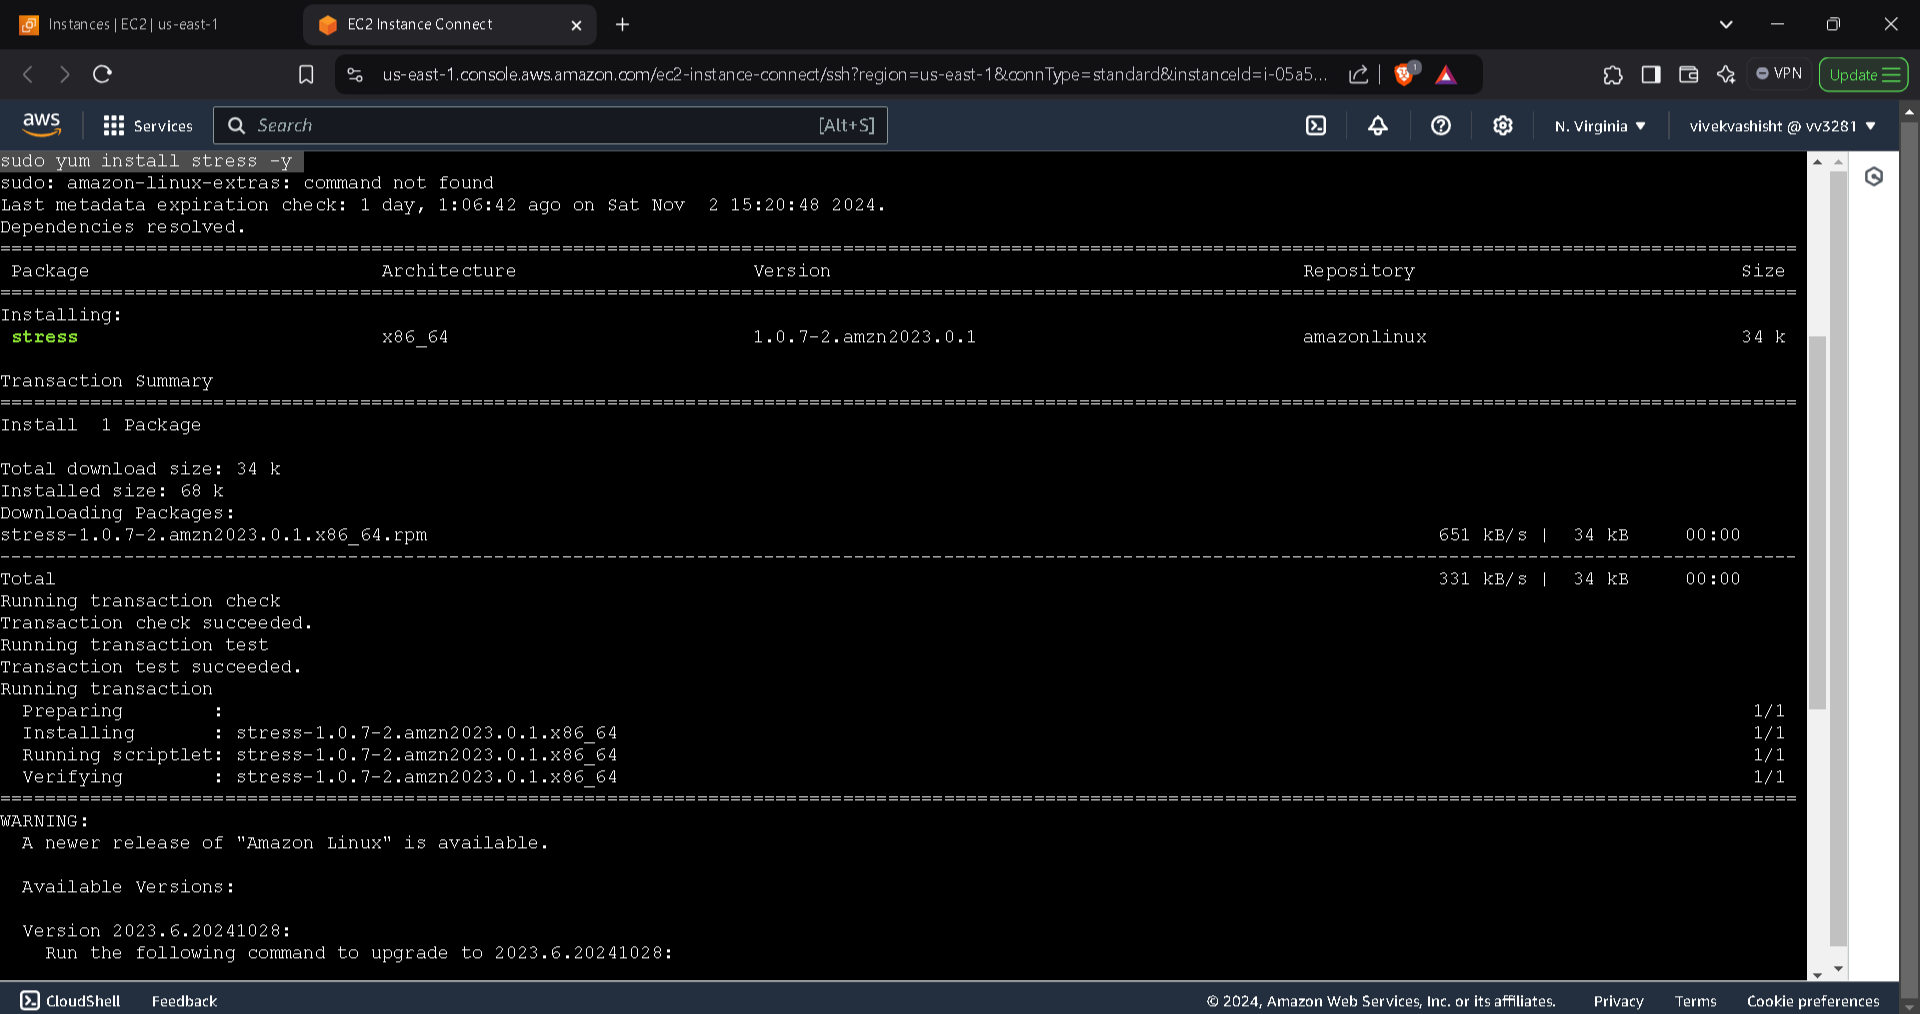 Instances | EC2 | us-east-1
EC2 Instance Connect
us-east-1.console.aws.amazon.com/ec2-instance-connect/ssh?region=us-east-1&connType=standard&instanceId=i-05a5...
1
VPN
Update
aws
Services
Search
[Alt+S]
N. Virginia
vivekvashisht @ vv3281
sudo yum install stress -y
sudo: amazon-linux-extras: command not found
Last metadata expiration check: 1 day, 1:06:42 ago on Sat Nov  2 15:20:48 2024.
Dependencies resolved.
Package Architecture Version Repository Size
Installing:
stress x86_64 1.0.7-2.amzn2023.0.1 amazonlinux 34 k
Transaction Summary
Install  1 Package
Total download size: 34 k
Installed size: 68 k
Downloading Packages:
stress-1.0.7-2.amzn2023.0.1.x86_64.rpm 651 kB/s |  34 kB 00:00
Total 331 kB/s |  34 kB 00:00
Running transaction check
Transaction check succeeded.
Running transaction test
Transaction test succeeded.
Running transaction
Preparing : 1/1
Installing : stress-1.0.7-2.amzn2023.0.1.x86_64 1/1
Running scriptlet: stress-1.0.7-2.amzn2023.0.1.x86_64 1/1
Verifying : stress-1.0.7-2.amzn2023.0.1.x86_64 1/1
WARNING:
A newer release of "Amazon Linux" is available.
Available Versions:
Version 2023.6.20241028:
Run the following command to upgrade to 2023.6.20241028:
CloudShell
Feedback
© 2024, Amazon Web Services, Inc. or its affiliates.
Privacy
Terms
Cookie preferences